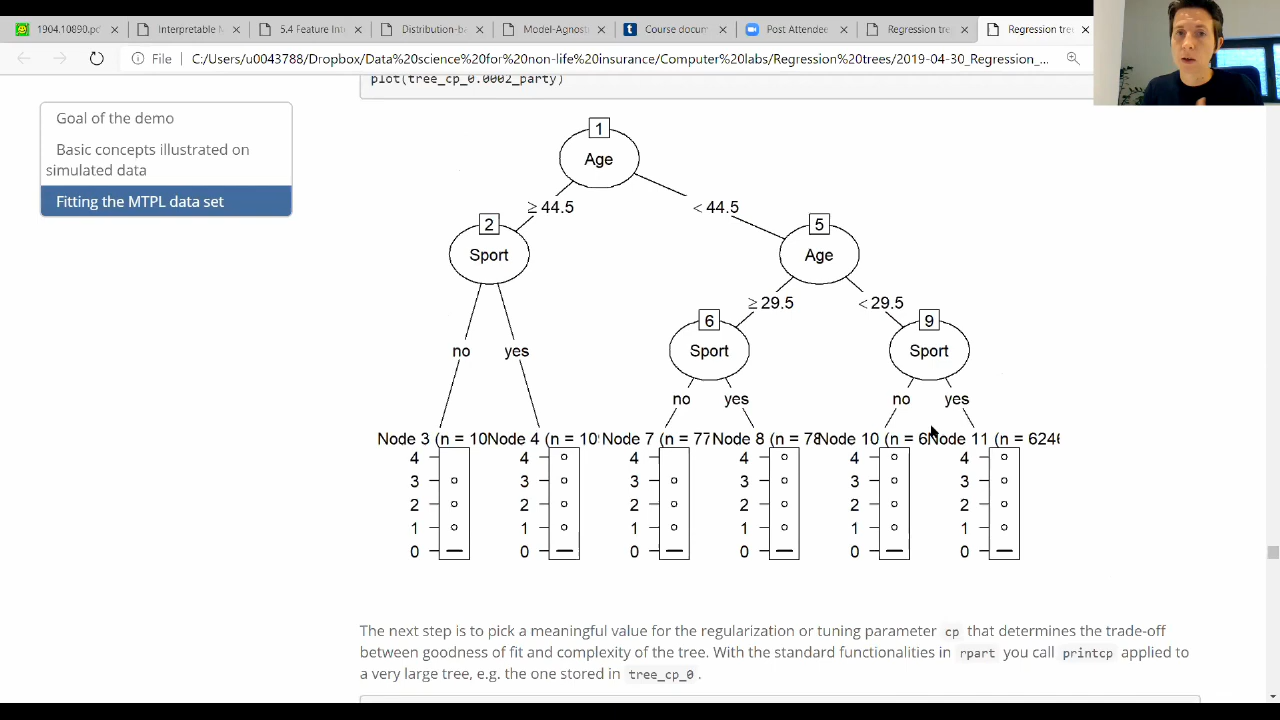 1904.10890.pd
Interpretable M
5.4 Feature Inte
Distribution-b
Model-Agnost
Course docum
Post Attendee
Regression tre
Regression tree
File
C:/Users/u0043788/Dropbox/Data%20science%20for%20non-life%20insurance/Computer%20labs/Regression%20trees/2019-04-30_Regression_...
plot(tree_cp_0.0002_party)
Goal of the demo
Basic concepts illustrated on
simulated data
Fitting the MTPL data set
1
Age
≥ 44.5
< 44.5
2
5
Sport
Age
≥ 29.5
< 29.5
6
9
no
yes
Sport
Sport
no
yes
no
yes
Node 3 (n = 10
Node 4 (n = 109
Node 7 (n = 77
Node 8 (n = 78
Node 10 (n = 6
Node 11 (n = 6246
4 4 4 4 4 4
3 3 3 3 3 3
2 2 2 2 2 2
1 1 1 1 1 1
0 0 0 0 0 0
The next step is to pick a meaningful value for the regularization or tuning parameter cp that determines the trade-off
between goodness of fit and complexity of the tree. With the standard functionalities in rpart you call printcp applied to
a very large tree, e.g. the one stored in tree_cp_0 .